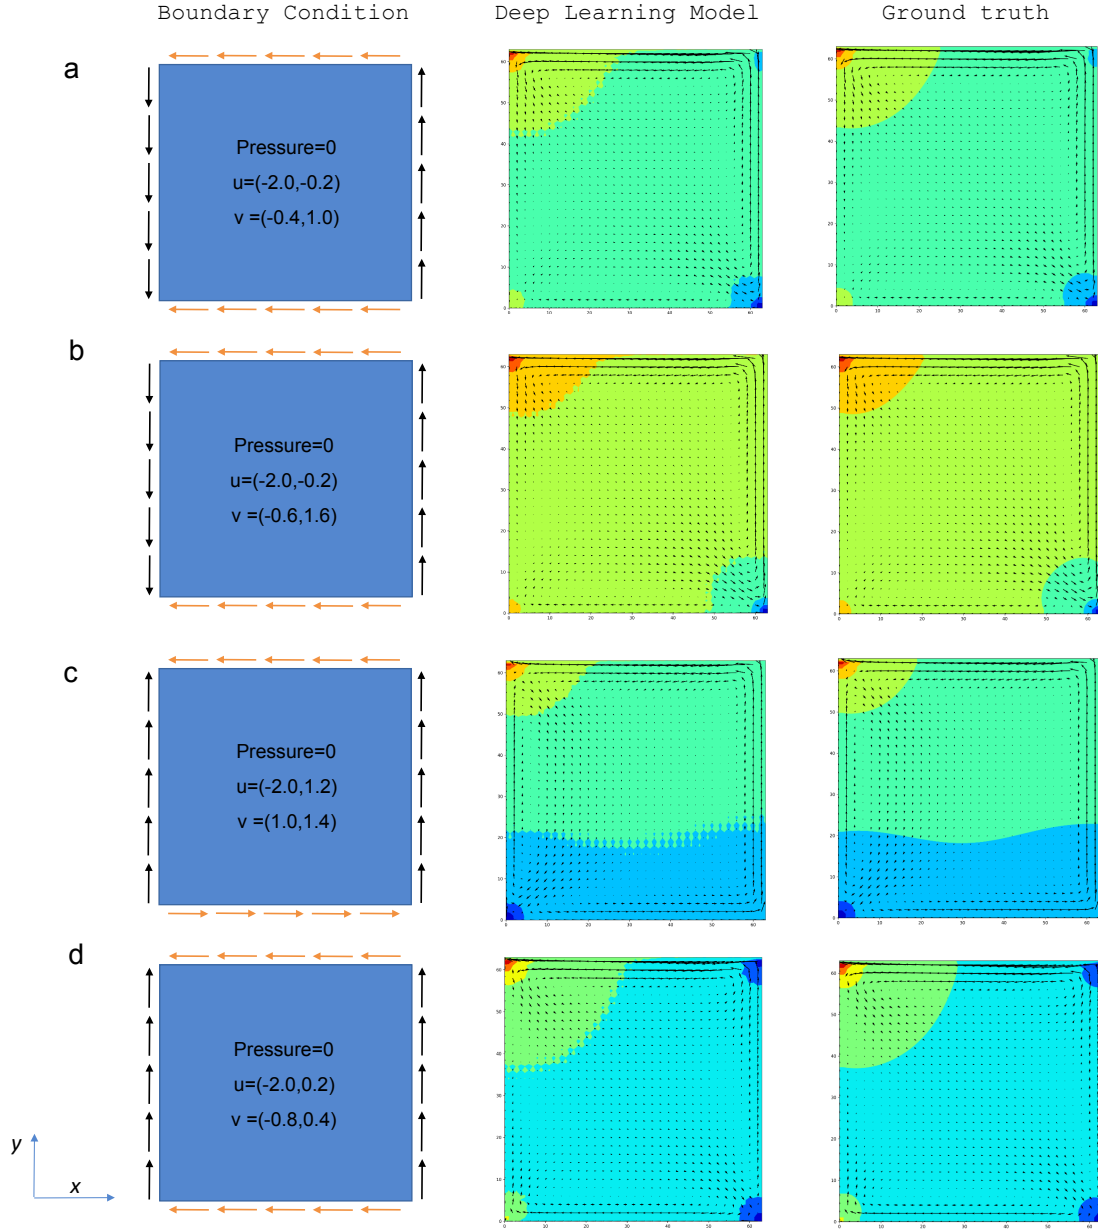 Boundary Condition Deep Learning Model Ground truth
a
Pressure=0
u=(-2.0,-0.2)
v =(-0.4,1.0)
b
Pressure=0
u=(-2.0,-0.2)
v =(-0.6,1.6)
c
Pressure=0
u=(-2.0,1.2)
v =(1.0,1.4)
d
Pressure=0
u=(-2.0,0.2)
v =(-0.8,0.4)
y
x